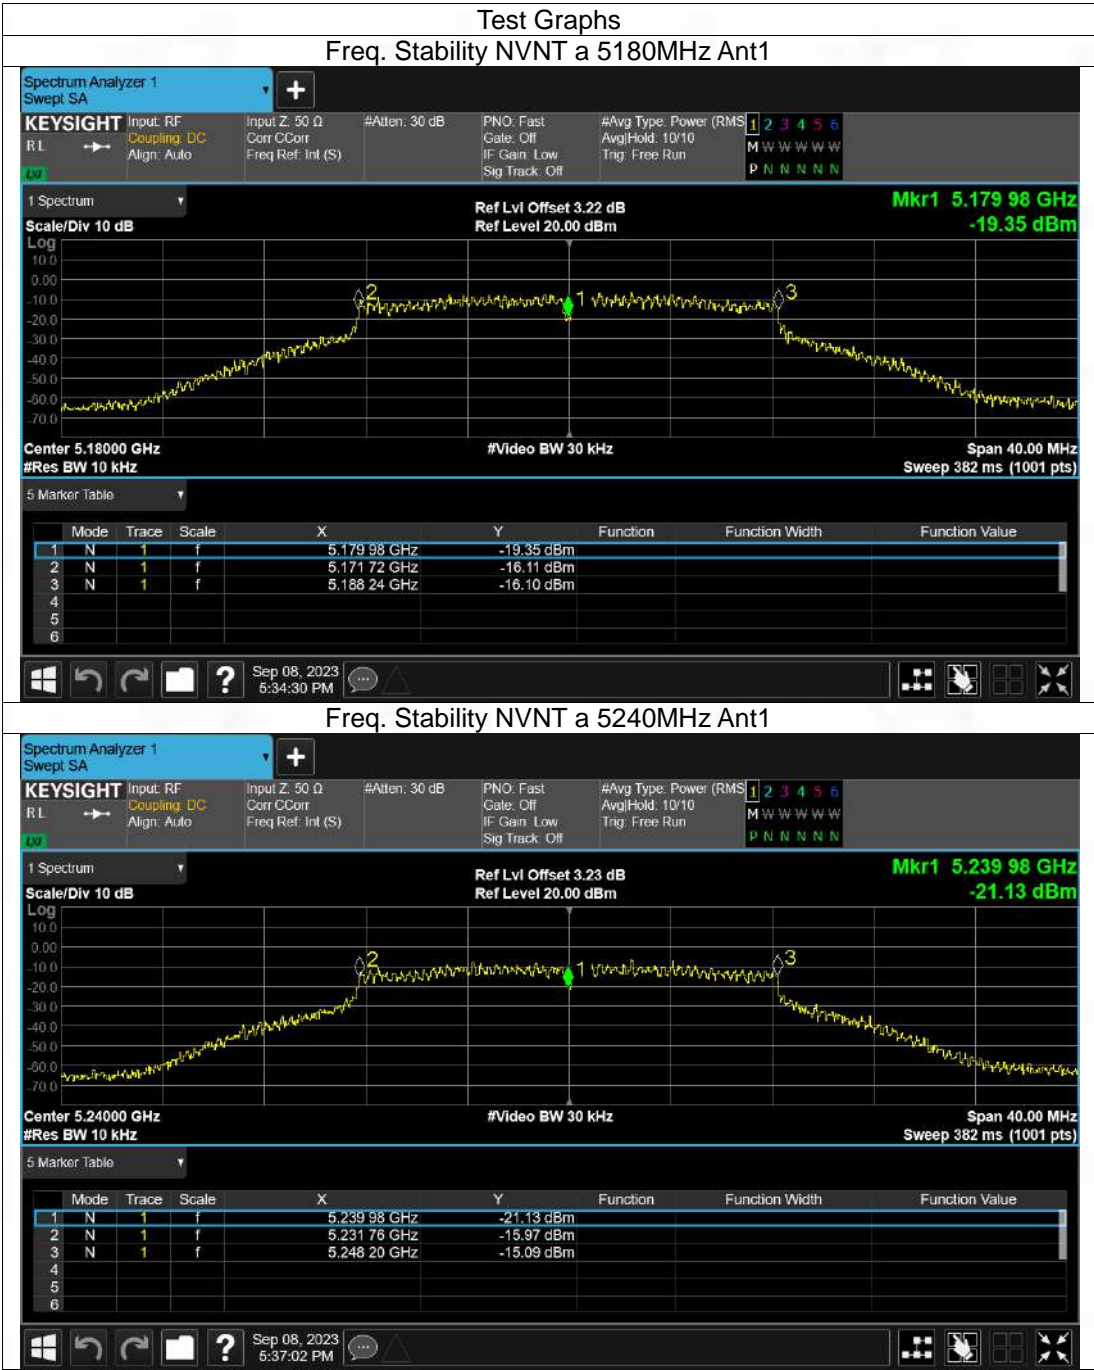 Test Graphs
Freq. Stability NVNT a 5180MHz Ant1
Spectrum Analyzer 1
Swept SA
+
KEYSIGHT Input: RF Input Z: 50 Ω #Atten: 30 dB PNO: Fast #Avg Type: Power (RMS 1 2 3 4 5 6
RL Coupling: DC Corr CCorr Gate: Off Avg|Hold: 10/10 M W W W W W
Align: Auto Freq Ref: Int (S) IF Gain: Low Trig: Free Run
LXI Sig Track: Off P N N N N N
1 Spectrum Ref Lvl Offset 3.22 dB Mkr1 5.179 98 GHz
Scale/Div 10 dB Ref Level 20.00 dBm -19.35 dBm
Log
10.0
0.00
-10.0 2 1 3
-20.0
-30.0
-40.0
-50.0
-60.0
-70.0
Center 5.18000 GHz #Video BW 30 kHz Span 40.00 MHz
#Res BW 10 kHz Sweep 382 ms (1001 pts)
5 Marker Table
Mode Trace Scale X Y Function Function Width Function Value
1 N 1 f 5.179 98 GHz -19.35 dBm
2 N 1 f 5.171 72 GHz -16.11 dBm
3 N 1 f 5.188 24 GHz -16.10 dBm
4
5
6
? Sep 08, 2023
5:34:30 PM
Freq. Stability NVNT a 5240MHz Ant1
Spectrum Analyzer 1
Swept SA
+
KEYSIGHT Input: RF Input Z: 50 Ω #Atten: 30 dB PNO: Fast #Avg Type: Power (RMS 1 2 3 4 5 6
RL Coupling: DC Corr CCorr Gate: Off Avg|Hold: 10/10 M W W W W W
Align: Auto Freq Ref: Int (S) IF Gain: Low Trig: Free Run
LXI Sig Track: Off P N N N N N
1 Spectrum Ref Lvl Offset 3.23 dB Mkr1 5.239 98 GHz
Scale/Div 10 dB Ref Level 20.00 dBm -21.13 dBm
Log
10.0
0.00
-10.0 2 1 3
-20.0
-30.0
-40.0
-50.0
-60.0
-70.0
Center 5.24000 GHz #Video BW 30 kHz Span 40.00 MHz
#Res BW 10 kHz Sweep 382 ms (1001 pts)
5 Marker Table
Mode Trace Scale X Y Function Function Width Function Value
1 N 1 f 5.239 98 GHz -21.13 dBm
2 N 1 f 5.231 76 GHz -15.97 dBm
3 N 1 f 5.248 20 GHz -15.09 dBm
4
5
6
? Sep 08, 2023
5:37:02 PM